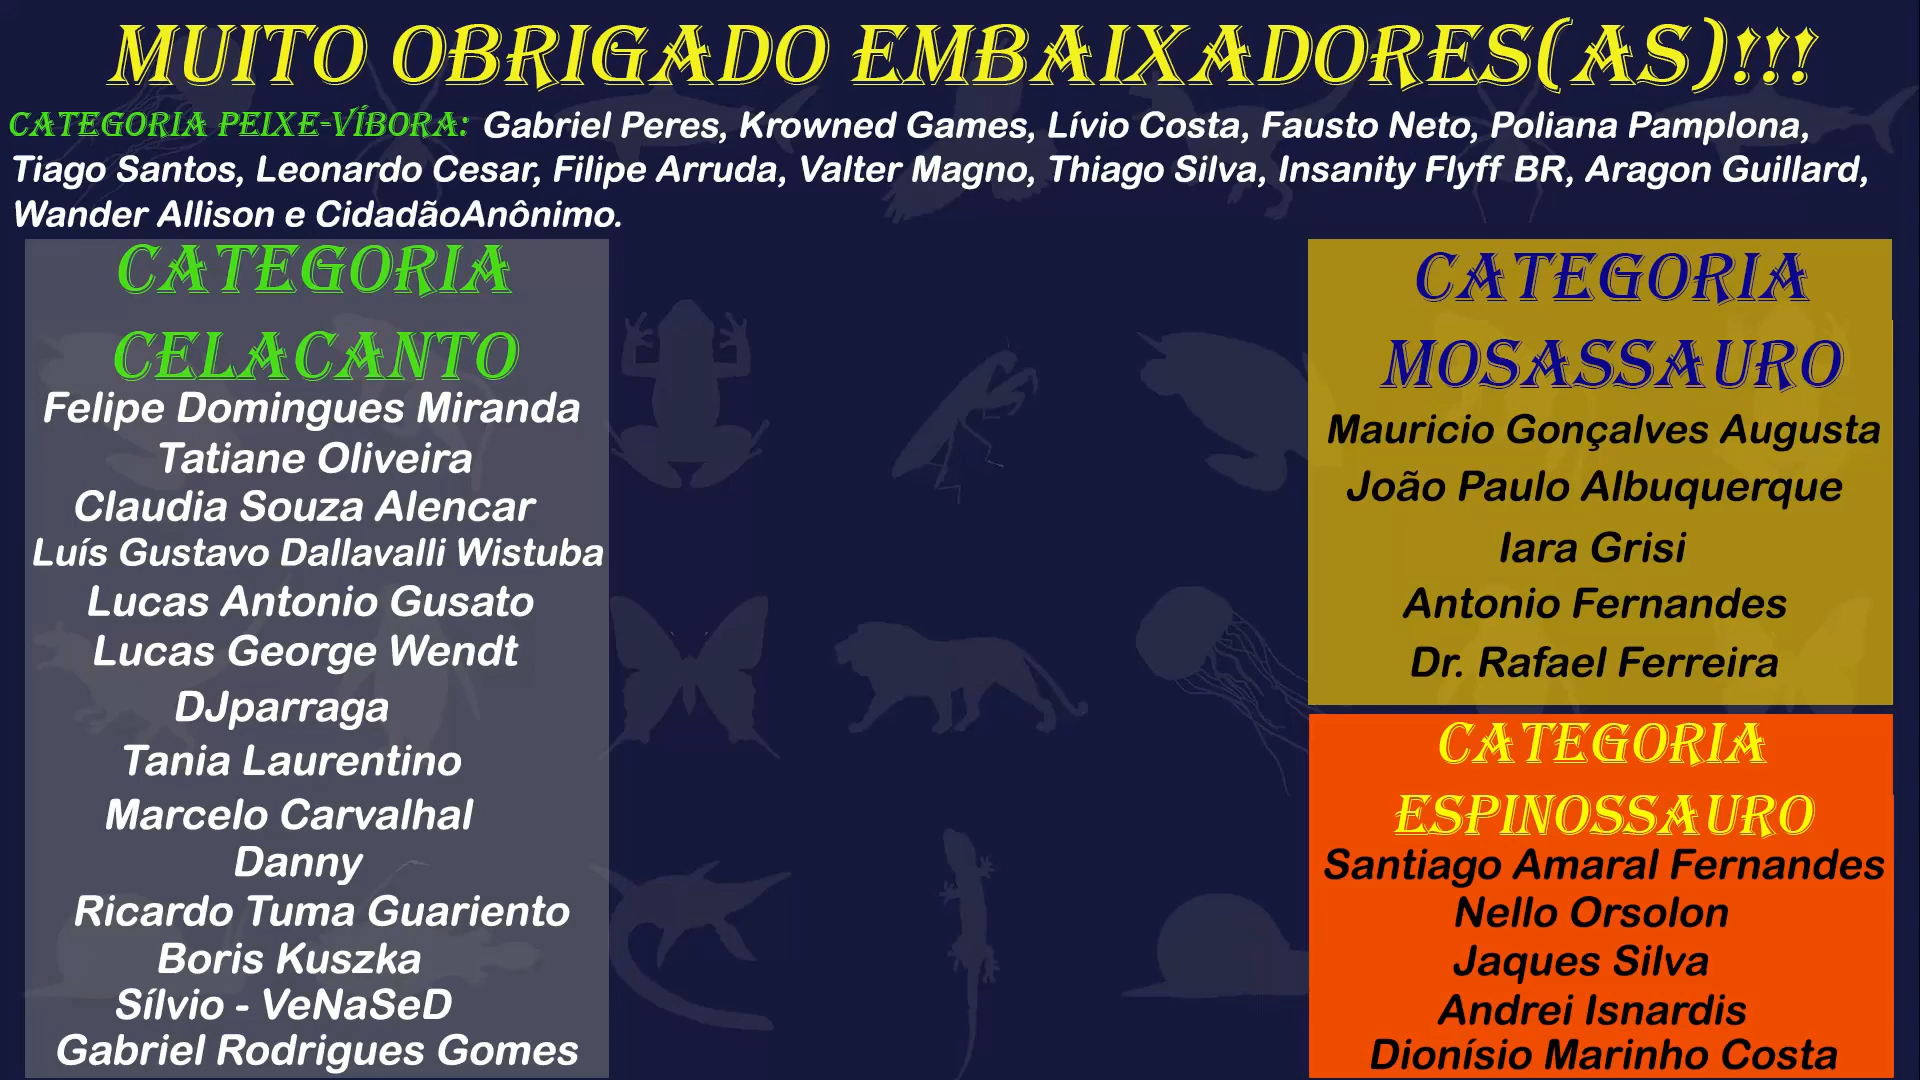 MUITO OBRIGADO EMBAIXADORES(AS)!!!
CATEGORIA PEIXE-VÍBORA: Gabriel Peres, Krowned Games, Lívio Costa, Fausto Neto, Poliana Pamplona,
Tiago Santos, Leonardo Cesar, Filipe Arruda, Valter Magno, Thiago Silva, Insanity Flyff BR, Aragon Guillard,
Wander Allison e CidadãoAnônimo.
CATEGORIA
CELACANTO
Felipe Domingues Miranda
Tatiane Oliveira
Claudia Souza Alencar
Luís Gustavo Dallavalli Wistuba
Lucas Antonio Gusato
Lucas George Wendt
DJparraga
Tania Laurentino
Marcelo Carvalhal
Danny
Ricardo Tuma Guariento
Boris Kuszka
Sílvio - VeNaSeD
Gabriel Rodrigues Gomes
CATEGORIA
MOSASSAURO
Mauricio Gonçalves Augusta
João Paulo Albuquerque
Iara Grisi
Antonio Fernandes
Dr. Rafael Ferreira
CATEGORIA
ESPINOSSAURO
Santiago Amaral Fernandes
Nello Orsolon
Jaques Silva
Andrei Isnardis
Dionísio Marinho Costa